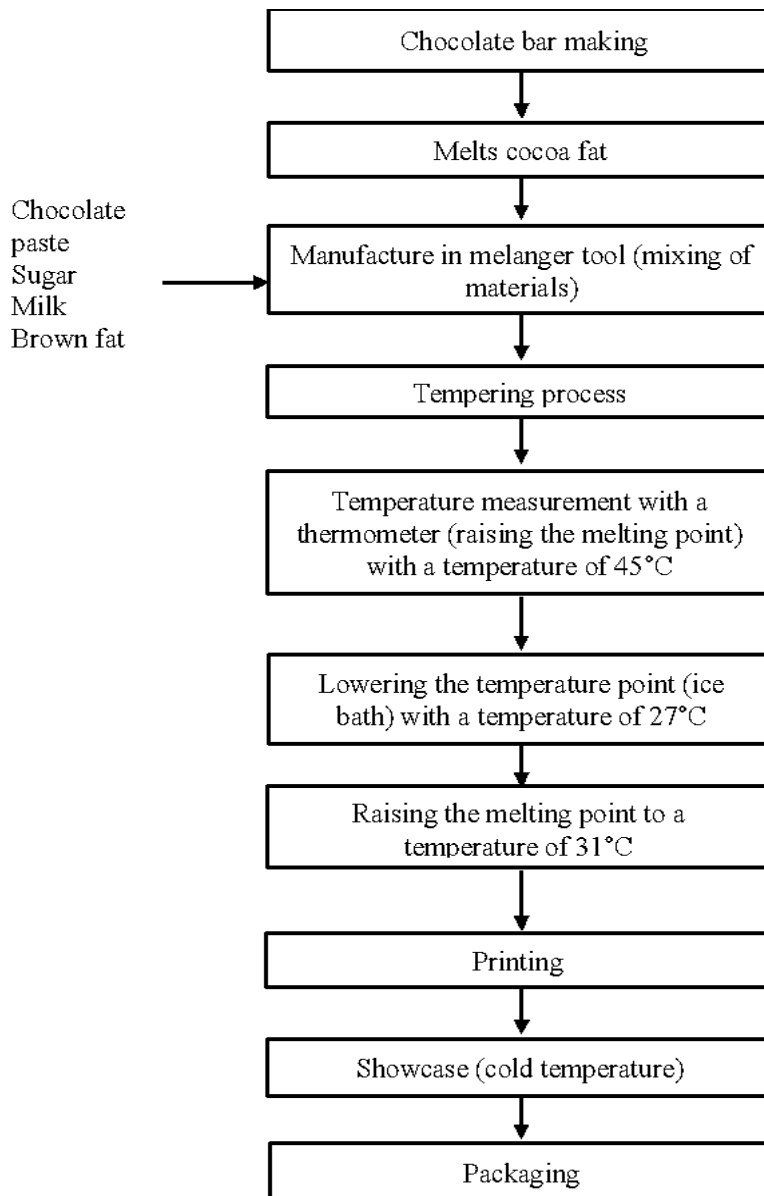 Chocolate bar making
Melts cocoa fat
Chocolate
paste
Sugar
Milk
Brown fat
Manufacture in melanger tool (mixing of
materials)
Tempering process
Temperature measurement with a
thermometer (raising the melting point)
with a temperature of 45°C
Lowering the temperature point (ice
bath) with a temperature of 27°C
Raising the melting point to a
temperature of 31°C
Printing
Showcase (cold temperature)
Packaging